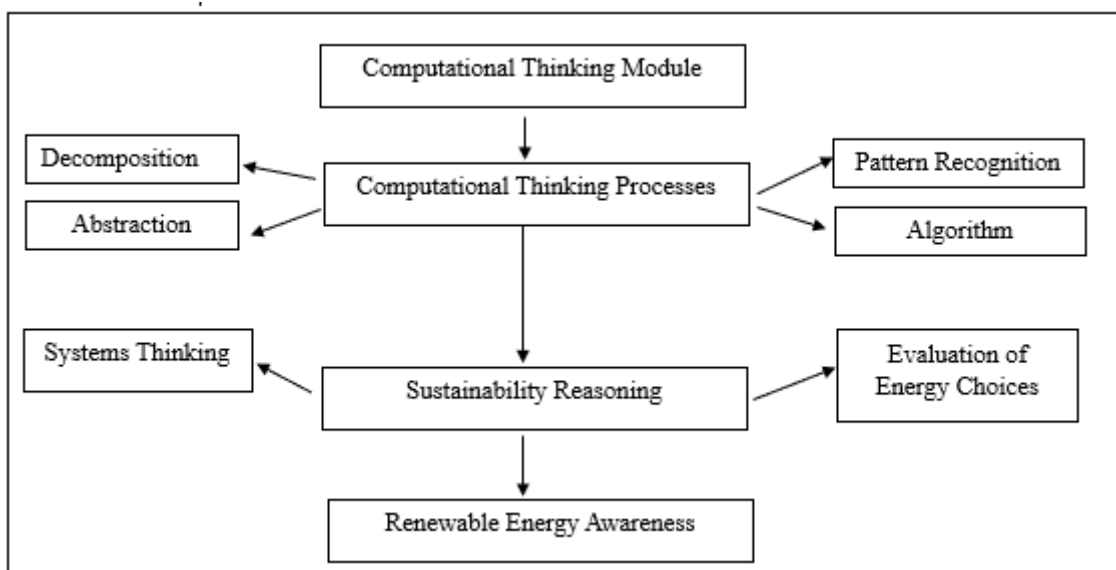 Computational Thinking Module
Decomposition
Computational Thinking Processes
Pattern Recognition
Abstraction
Algorithm
Systems Thinking
Sustainability Reasoning
Evaluation of
Energy Choices
Renewable Energy Awareness